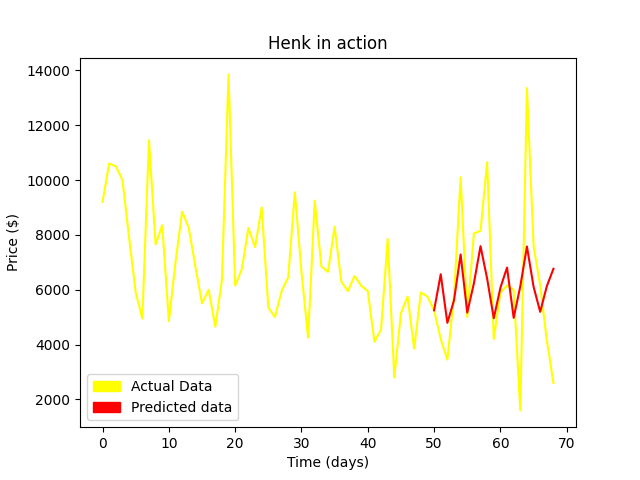 Henk in action
Price ($)
14000
12000
10000
8000
6000
4000
2000
Actual Data
Predicted data
0 10 20 30 40 50 60 70
Time (days)